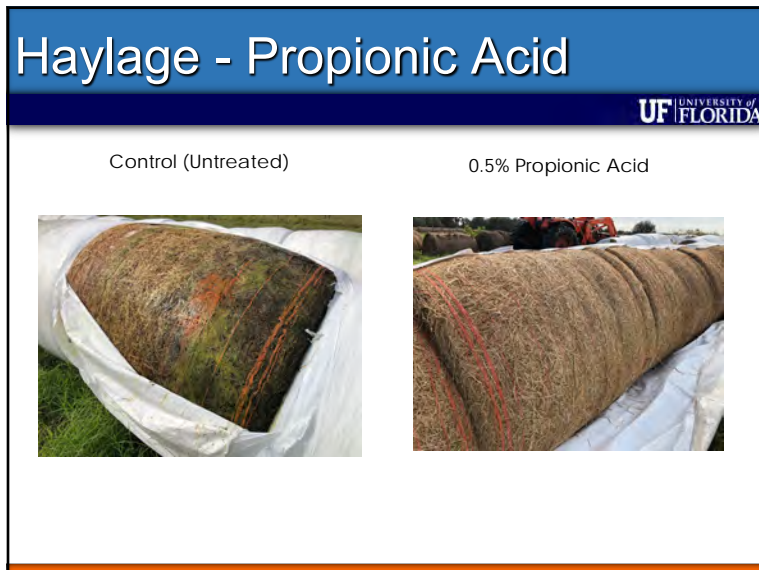 Haylage - Propionic Acid
UF UNIVERSITY of
FLORIDA
Control (Untreated)
0.5% Propionic Acid